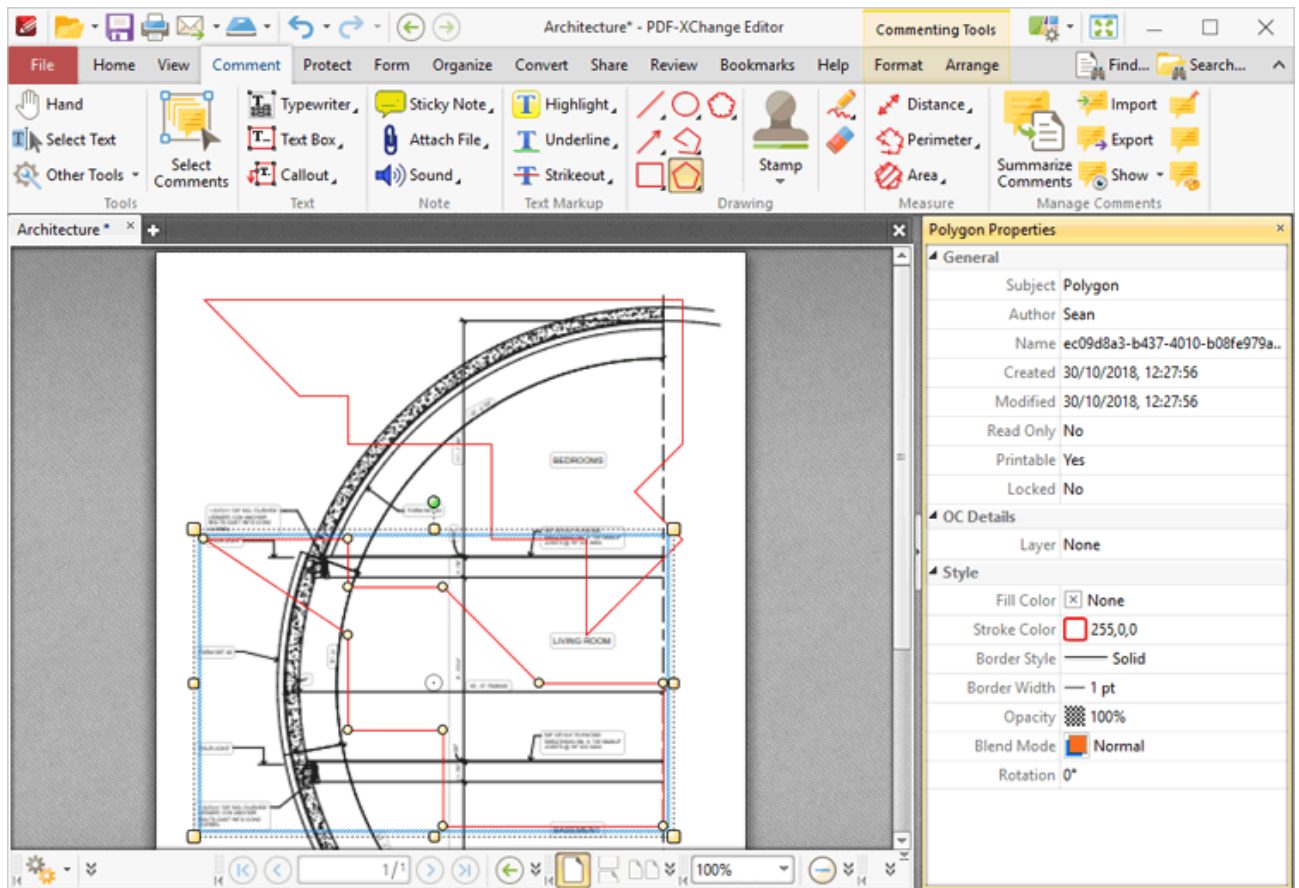 Architecture* - PDF-XChange Editor
Commenting Tools
File Home View Comment Protect Form Organize Convert Share Review Bookmarks Help Format Arrange Find... Search...
Hand Typewriter Sticky Note Highlight Distance Import
Select Text Text Box Attach File Underline Perimeter Export
Other Tools Select Comments Callout Sound Strikeout Stamp Area Summarize Comments Show
Tools Text Note Text Markup Drawing Measure Manage Comments
Architecture *
Polygon Properties
General
Subject Polygon
Author Sean
Name ec09d8a3-b437-4010-b08fe979a..
Created 30/10/2018, 12:27:56
Modified 30/10/2018, 12:27:56
Read Only No
Printable Yes
Locked No
OC Details
Layer None
Style
Fill Color None
Stroke Color 255,0,0
Border Style Solid
Border Width 1 pt
Opacity 100%
Blend Mode Normal
Rotation 0°
BEDROOMS
LIVING ROOM
BASEMENT
1/1
100%